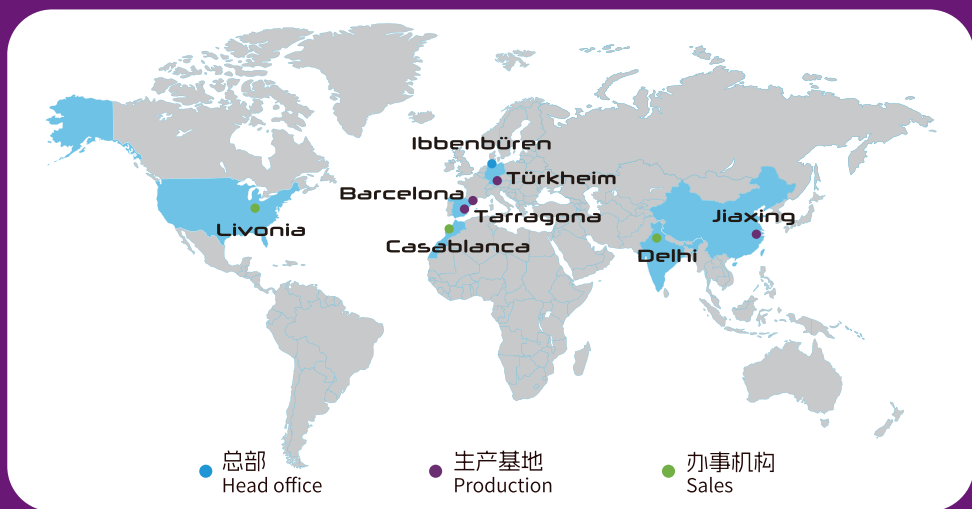 Ibbenbüren
Türkheim
Barcelona
Tarragona
Jiaxing
Livonia
Casablanca
Delhi
总部
Head office
生产基地
Production
办事机构
Sales